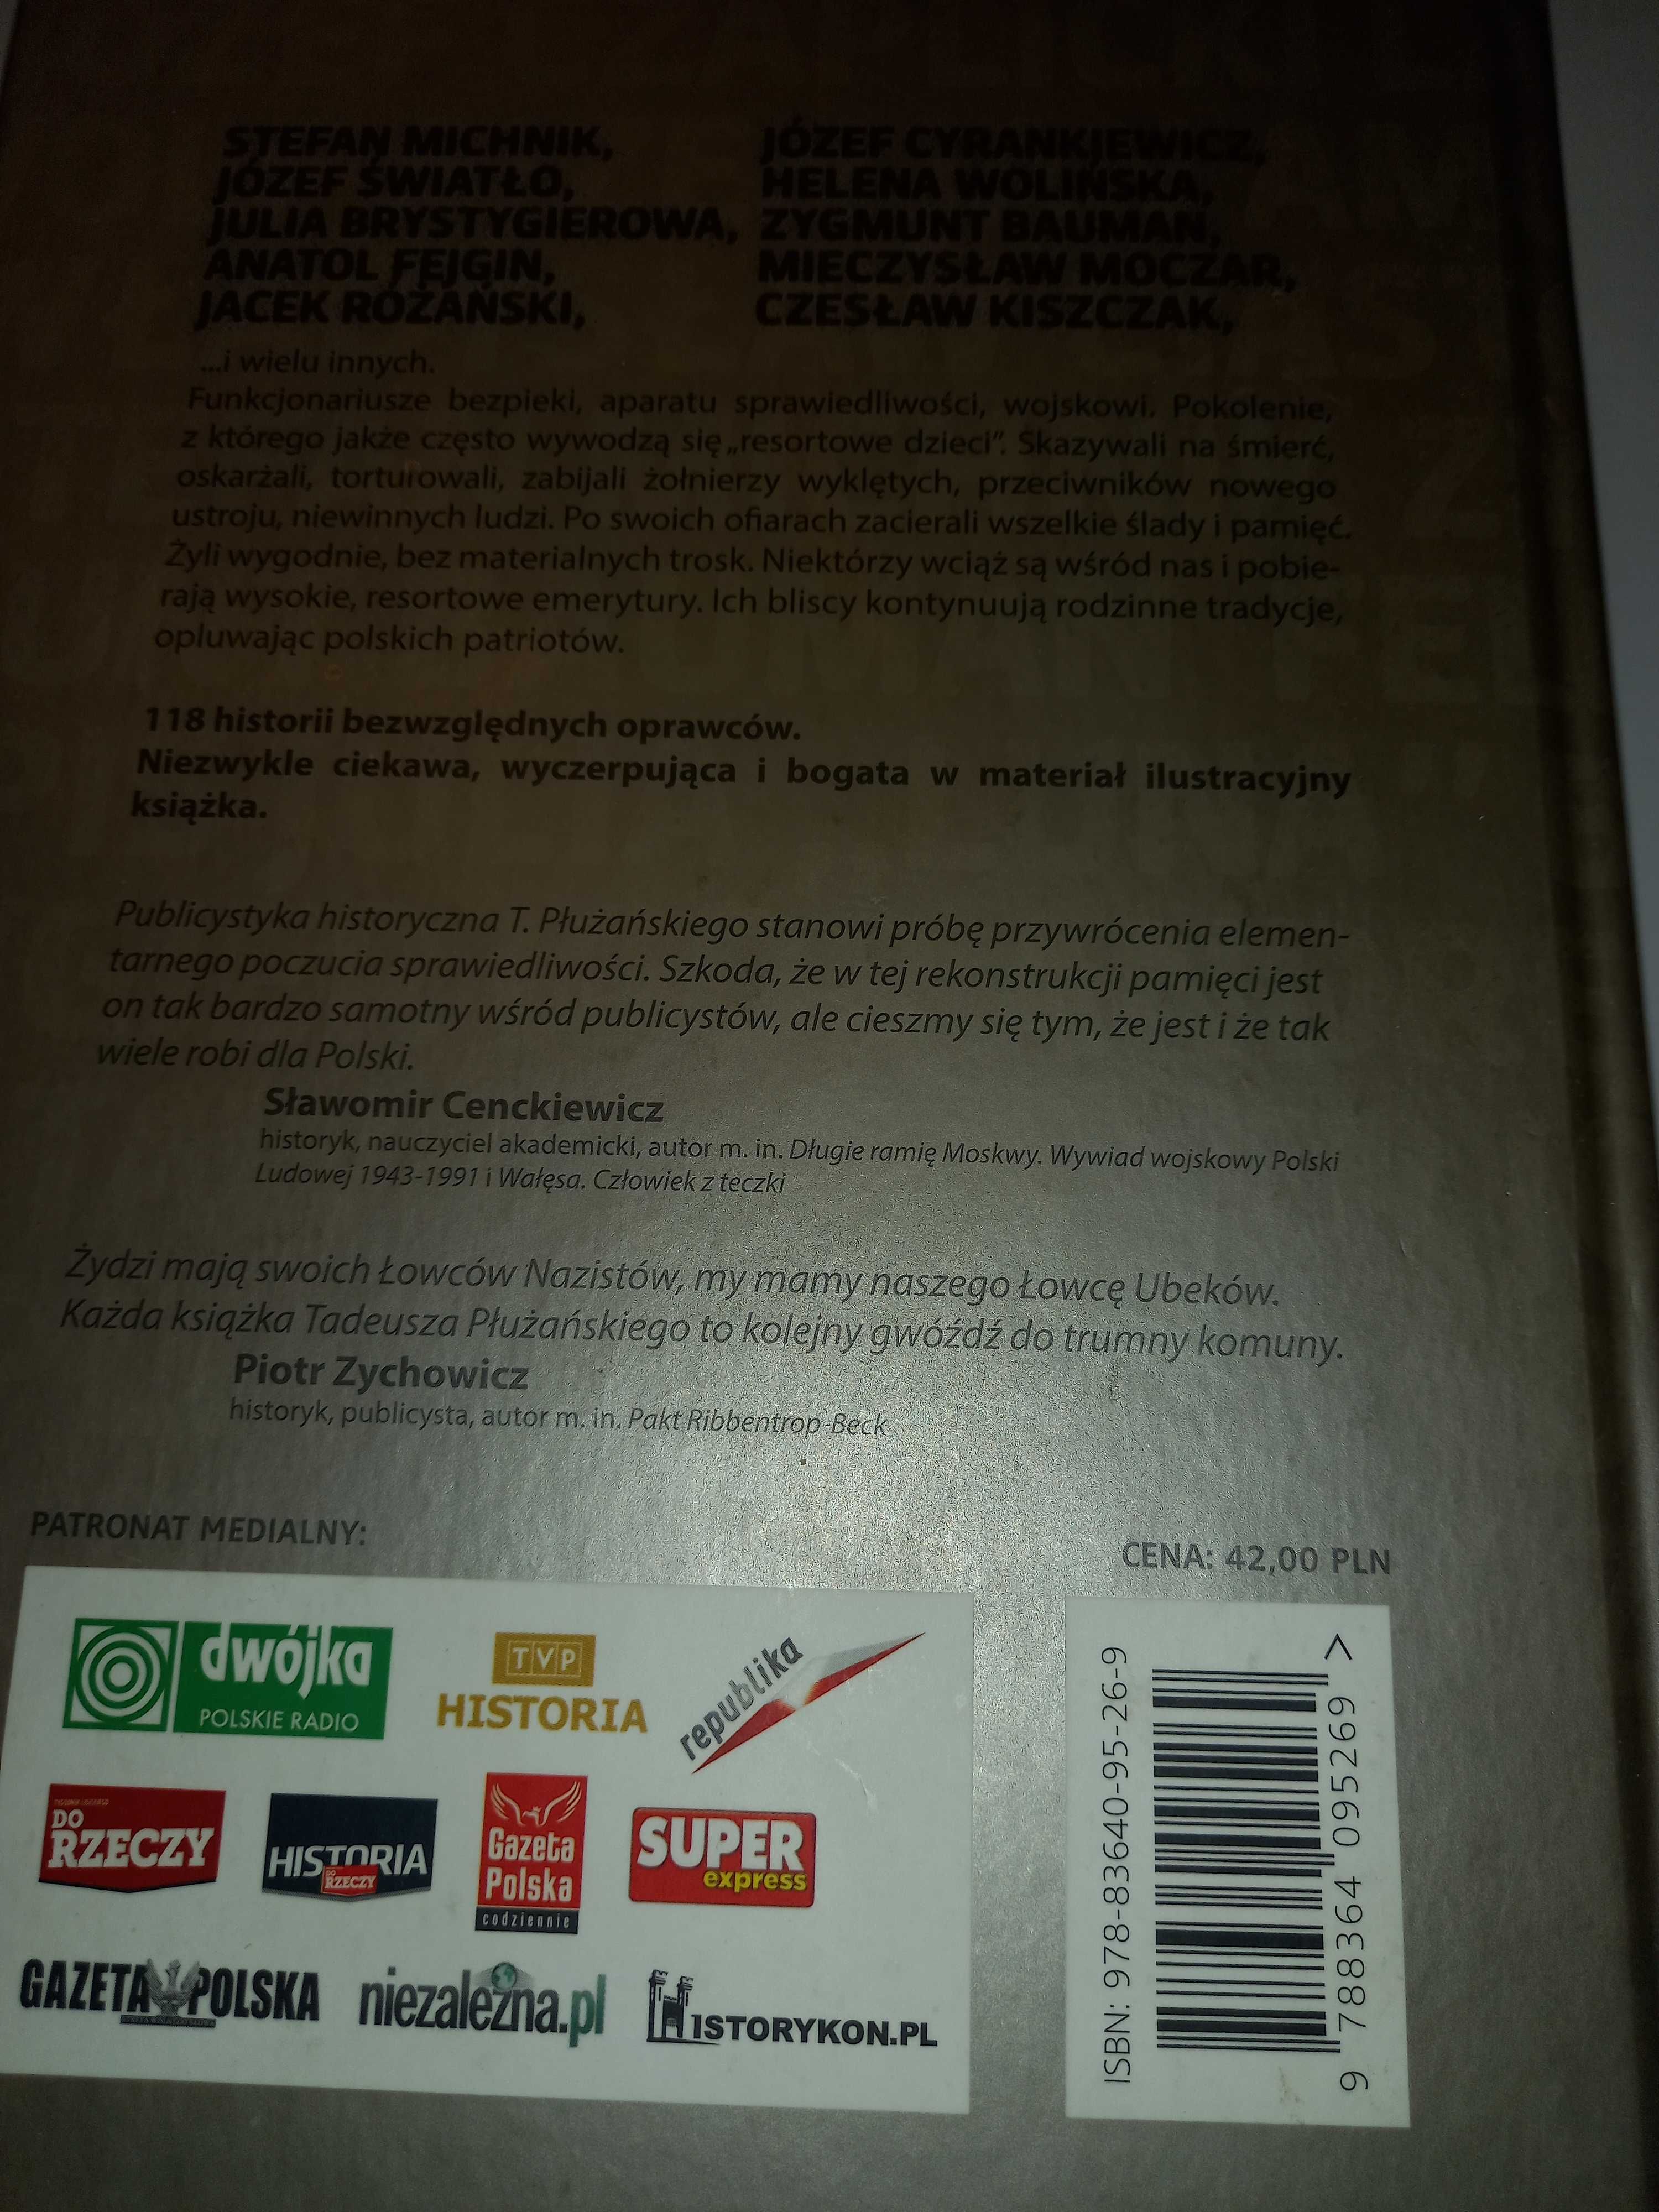 STEFAN MICHNIK,
JÓZEF ŚWIATŁO,
JULIA BRYSTYGIEROWA,
ANATOL FEJGIN,
JACEK RÓŻAŃSKI,
JÓZEF CYRANKIEWICZ,
HELENA WOLIŃSKA,
ZYGMUNT BAUMAN,
MIECZYSŁAW MOCZAR,
CZESŁAW KISZCZAK,
...i wielu innych.
Funkcjonariusze bezpieki, aparatu sprawiedliwości, wojskowi. Pokolenie,
z którego jakże często wywodzą się „resortowe dzieci”. Skazywali na śmierć,
oskarżali, torturowali, zabijali żołnierzy wyklętych, przeciwników nowego
ustroju, niewinnych ludzi. Po swoich ofiarach zacierali wszelkie ślady i pamięć.
Żyli wygodnie, bez materialnych trosk. Niektórzy wciąż są wśród nas i pobie-
rają wysokie, resortowe emerytury. Ich bliscy kontynuują rodzinne tradycje,
opluwając polskich patriotów.
118 historii bezwzględnych oprawców.
Niezwykle ciekawa, wyczerpująca i bogata w materiał ilustracyjny
książka.
Publicystyka historyczna T. Płużańskiego stanowi próbę przywrócenia elemen-
tarnego poczucia sprawiedliwości. Szkoda, że w tej rekonstrukcji pamięci jest
on tak bardzo samotny wśród publicystów, ale cieszmy się tym, że jest i że tak
wiele robi dla Polski.
Sławomir Cenckiewicz
historyk, nauczyciel akademicki, autor m. in. Długie ramię Moskwy. Wywiad wojskowy Polski
Ludowej 1943-1991 i Wałęsa. Człowiek z teczki
Żydzi mają swoich Łowców Nazistów, my mamy naszego Łowcę Ubeków.
Każda książka Tadeusza Płużańskiego to kolejny gwóźdź do trumny komuny.
Piotr Zychowicz
historyk, publicysta, autor m. in. Pakt Ribbentrop-Beck
PATRONAT MEDIALNY:
CENA: 42,00 PLN
dwójka
POLSKIE RADIO
TVP
HISTORIA
republika
DO
RZECZY
HISTORIA
DO
RZECZY
Gazeta
Polska
codziennie
SUPER
express
GAZETA POLSKA
niezależna.pl
HISTORYKON.PL
ISBN: 978-83640-95-26-9
9 788364 095269 >